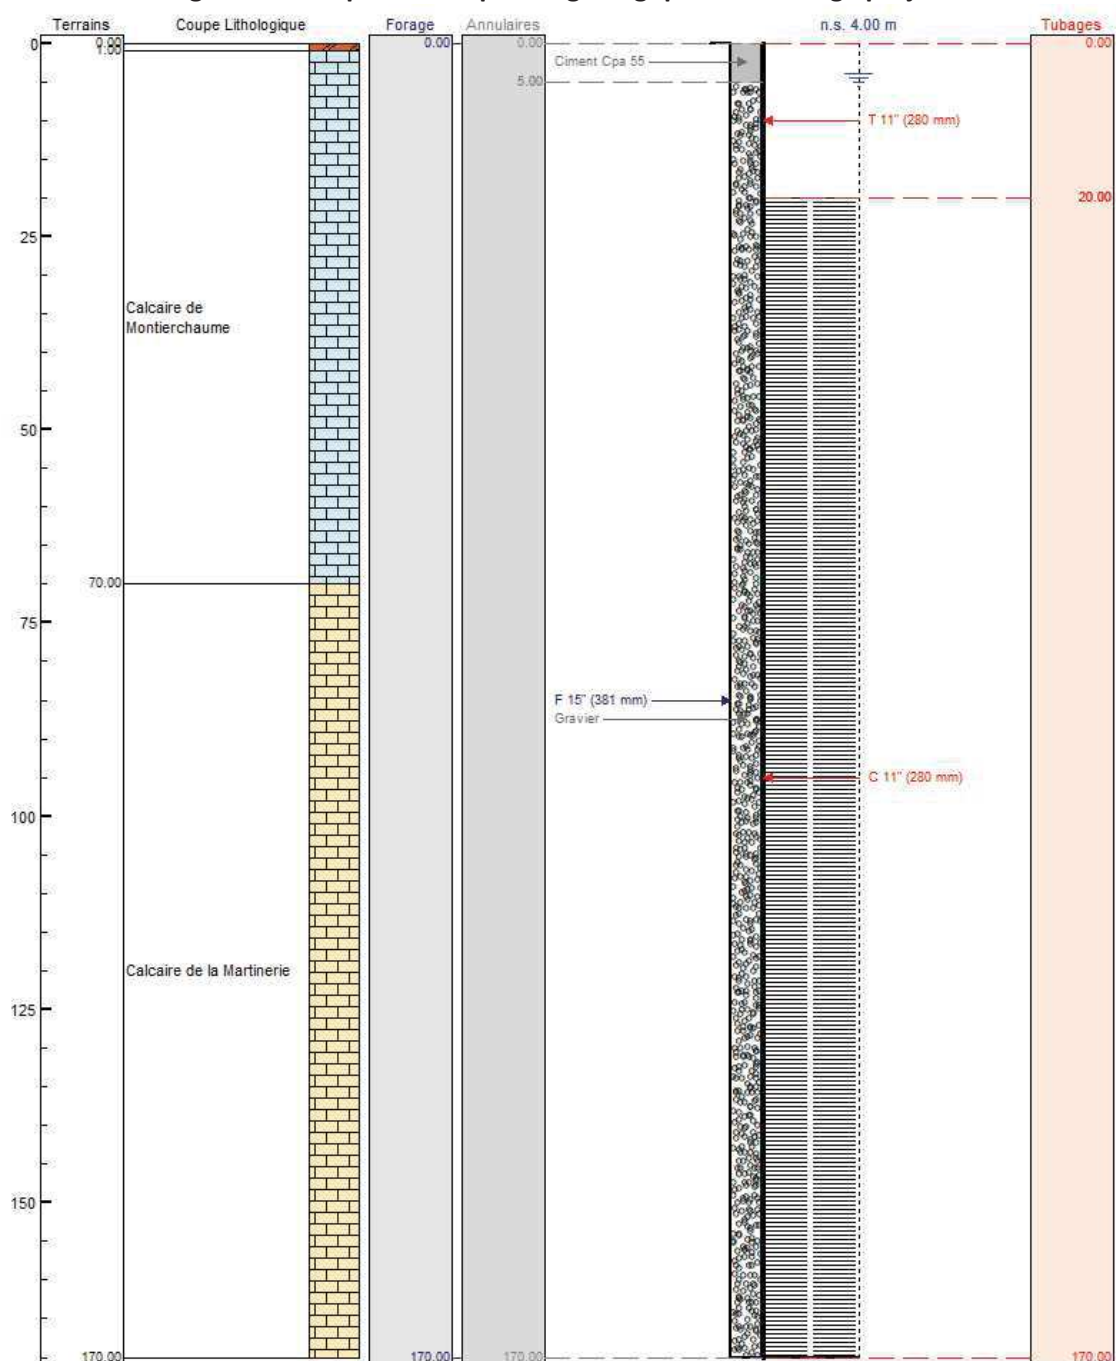 Terrains Coupe Lithologique Forage Annulaires n.s. 4.00 m Tubages
0 0.00 0.00 0.00 0.00
1.00
Ciment Cpa 55
5.00
T 11" (280 mm)
20.00
25
Calcaire de
Montierchaume
50
70.00
75
F 15" (381 mm)
Gravier
C 11" (280 mm)
100
Calcaire de la Martinerie
125
150
170.00 170.00 170.00 170.00